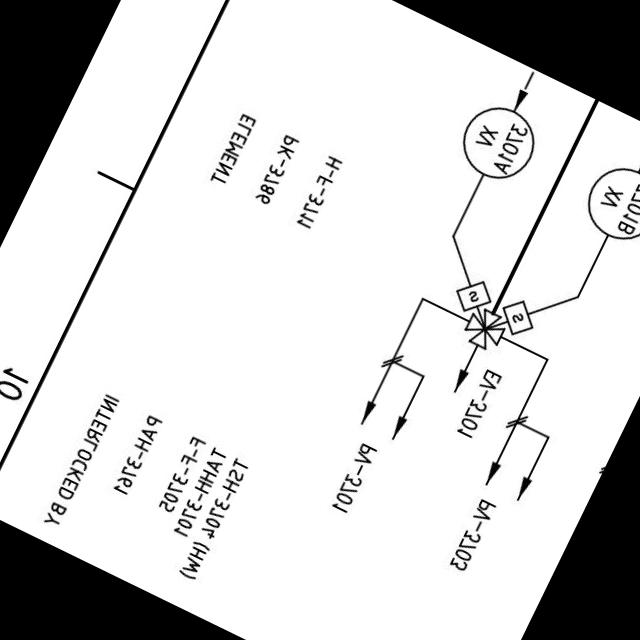 ELEMENT
PK-3786
H-F-3711
INTERLOCKED BY
PAH-3761
F-F-3705
TAHH-3701
TSH-3704 (HW)
XV
3701A
XV
3701B
S
S
EV-3701
PV-3701
PV-3703
10